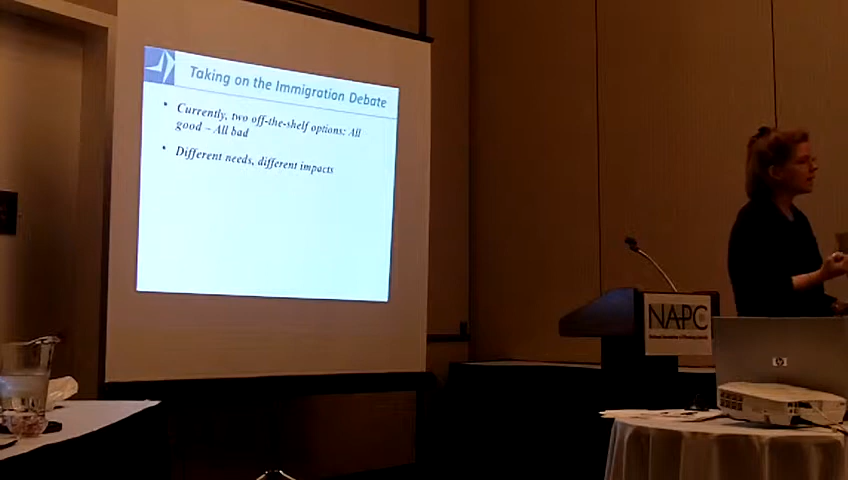 Taking on the Immigration Debate
• Currently, two off-the-shelf options: All
good – All bad
• Different needs, different impacts
NAPC
hp